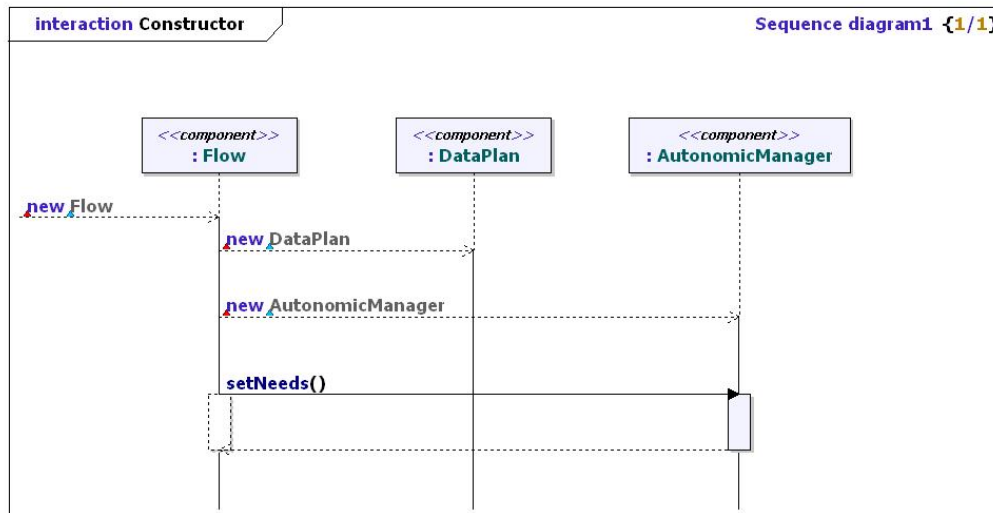 interaction Constructor
Sequence diagram1 {1/1}
<<component>>
: Flow
<<component>>
: DataPlan
<<component>>
: AutonomicManager
new Flow
new DataPlan
new AutonomicManager
setNeeds()